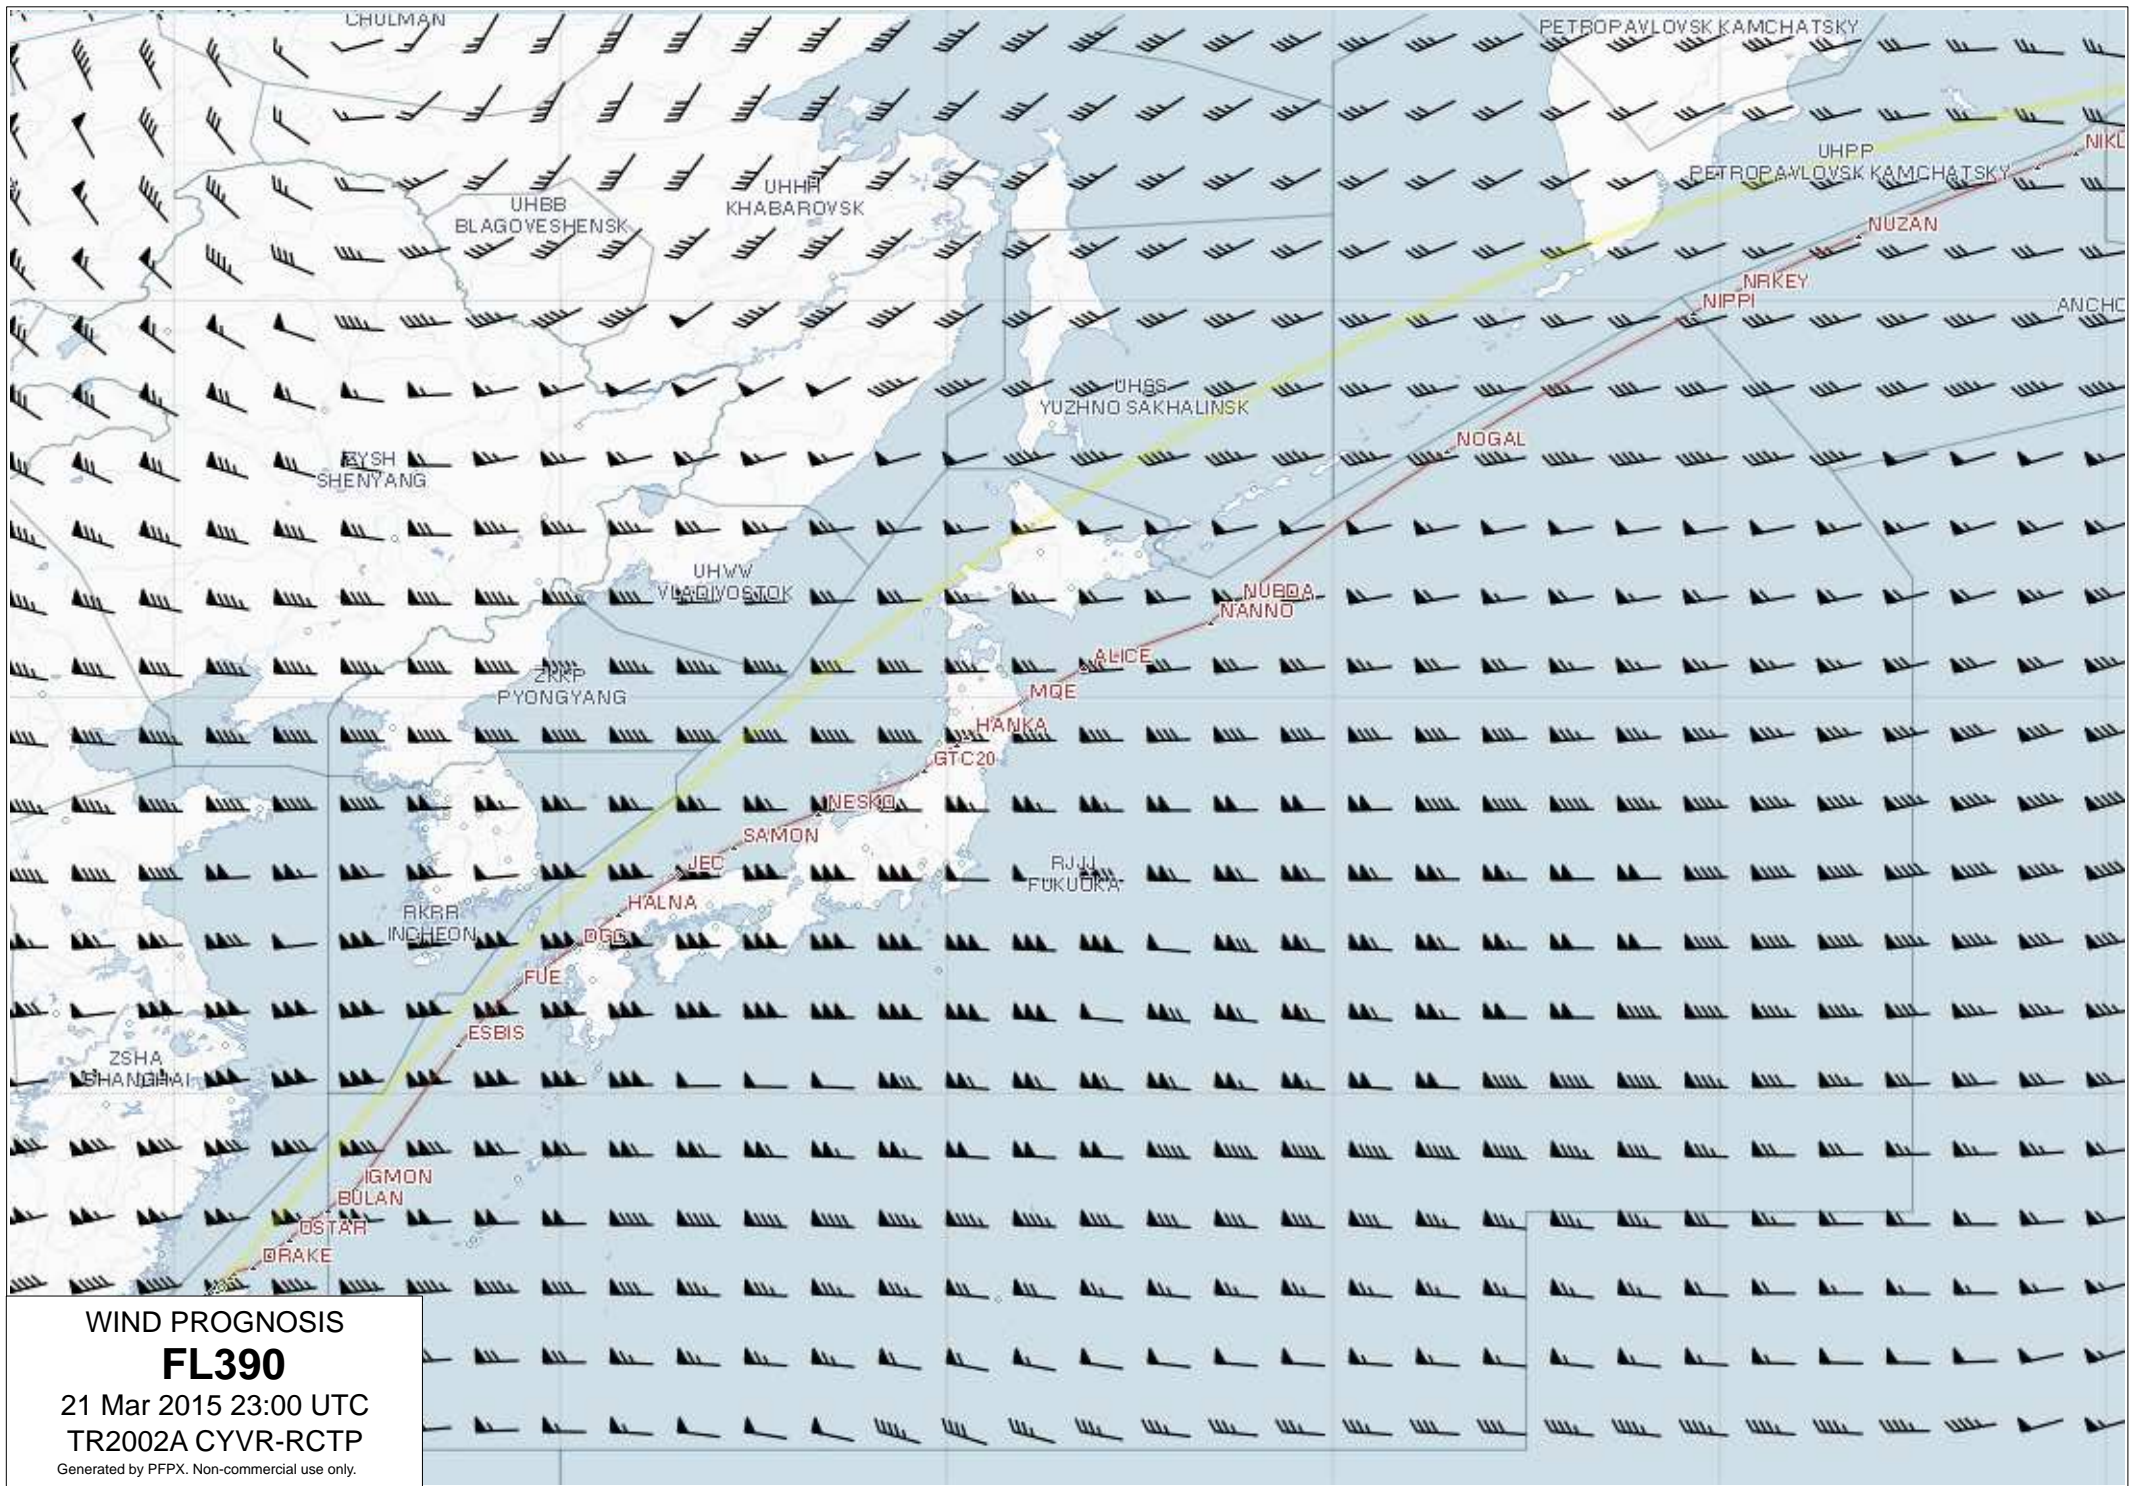 CHULMAN
PETROPAVLOVSK KAMCHATSKY
UHPP
PETROPAVLOVSK KAMCHATSKY
NIKL
UHHH
KHABAROVSK
UHBB
BLAGOVESHENSK
NUZAN
NRKEY
NIPPI
ANCHO
UHSS
YUZHNO SAKHALINSK
NOGAL
ZYSH
SHENYANG
UHWW
VLADIVOSTOK
NUBDA
NANNO
ALICE
ZKKP
PYONGYANG
MQE
HANKA
GTC20
NESKO
SAMON
JEC
RJJJ
FUKUOKA
HALNA
RKRR
INCHEON
DGC
FUE
ESBIS
ZSHA
SHANGHAI
IGMON
BULAN
OSTAR
DRAKE
WIND PROGNOSIS
FL390
21 Mar 2015 23:00 UTC
TR2002A CYVR-RCTP
Generated by PFPX. Non-commercial use only.